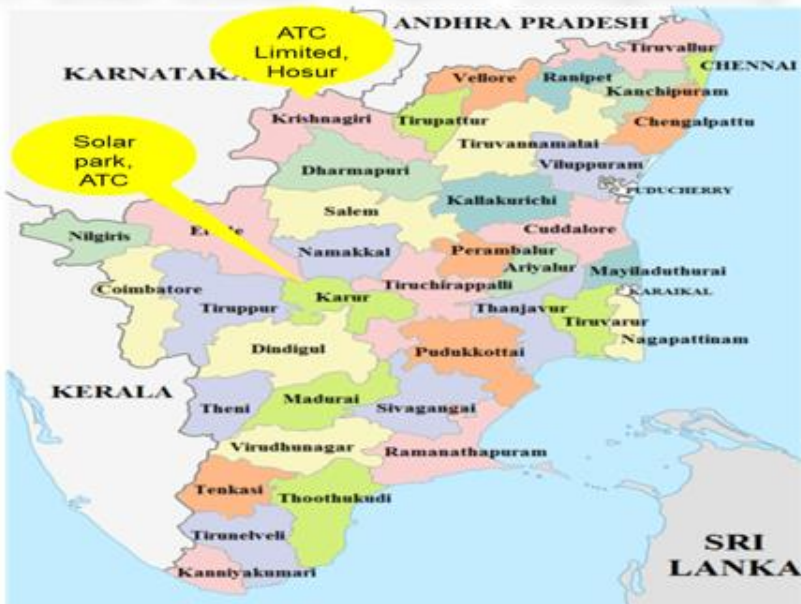 ANDHRA PRADESH
ATC
Limited,
Hosur
KARNATAKA
Tiruvallur
CHENNAI
Vellore
Ranipet
Kanchipuram
Krishnagiri
Tirupattur
Chengalpattu
Tiruvannamalai
Solar
park,
ATC
Viluppuram
Dharmapuri
PUDUCHERRY
Kallakurichi
Salem
Cuddalore
Nilgiris
Namakkal
Perambalur
Ariyalur
Mayiladuthurai
Coimbatore
Tiruchirappalli
KARAIKAL
Tiruppur
Karur
Thanjavur
Tiruvarur
Nagapattinam
Dindigul
Pudukkottai
KERALA
Theni
Madurai
Sivagangai
Virudhunagar
Ramanathapuram
Tenkasi
Thoothukudi
Tirunelveli
SRI
LANKA
Kanniyakumari